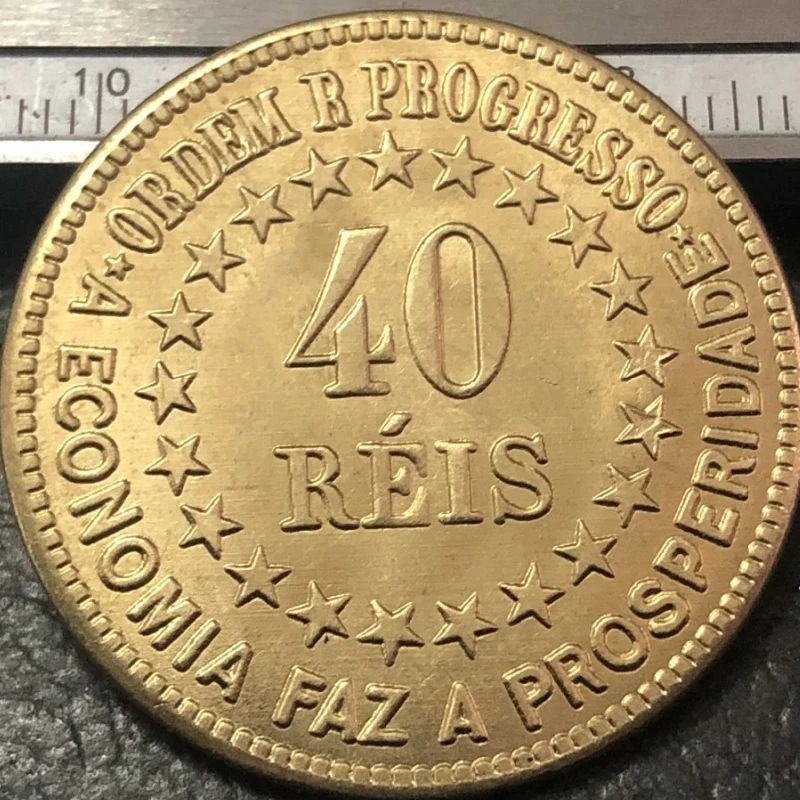 10
ORDEM R PROGRESSO
40
RÉIS
A ECONOMIA FAZ A PROSPERIDADE